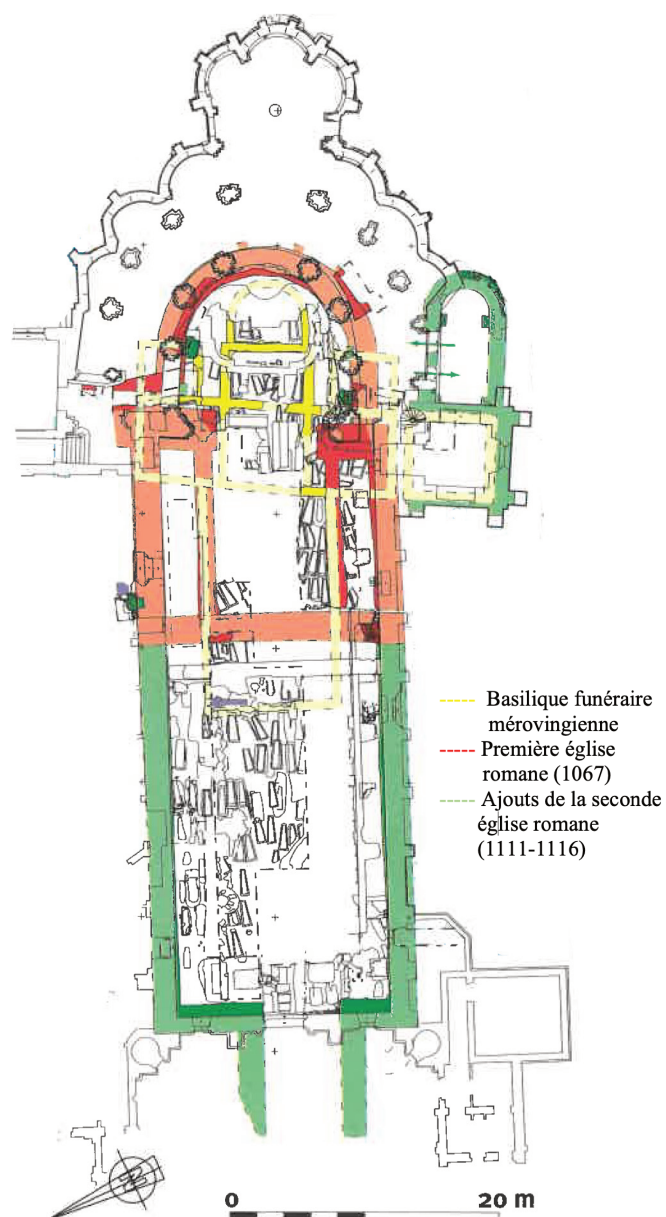 Basilique funéraire
mérovingienne
Première église
romane (1067)
Ajouts de la seconde
église romane
(1111-1116)
0 20 m